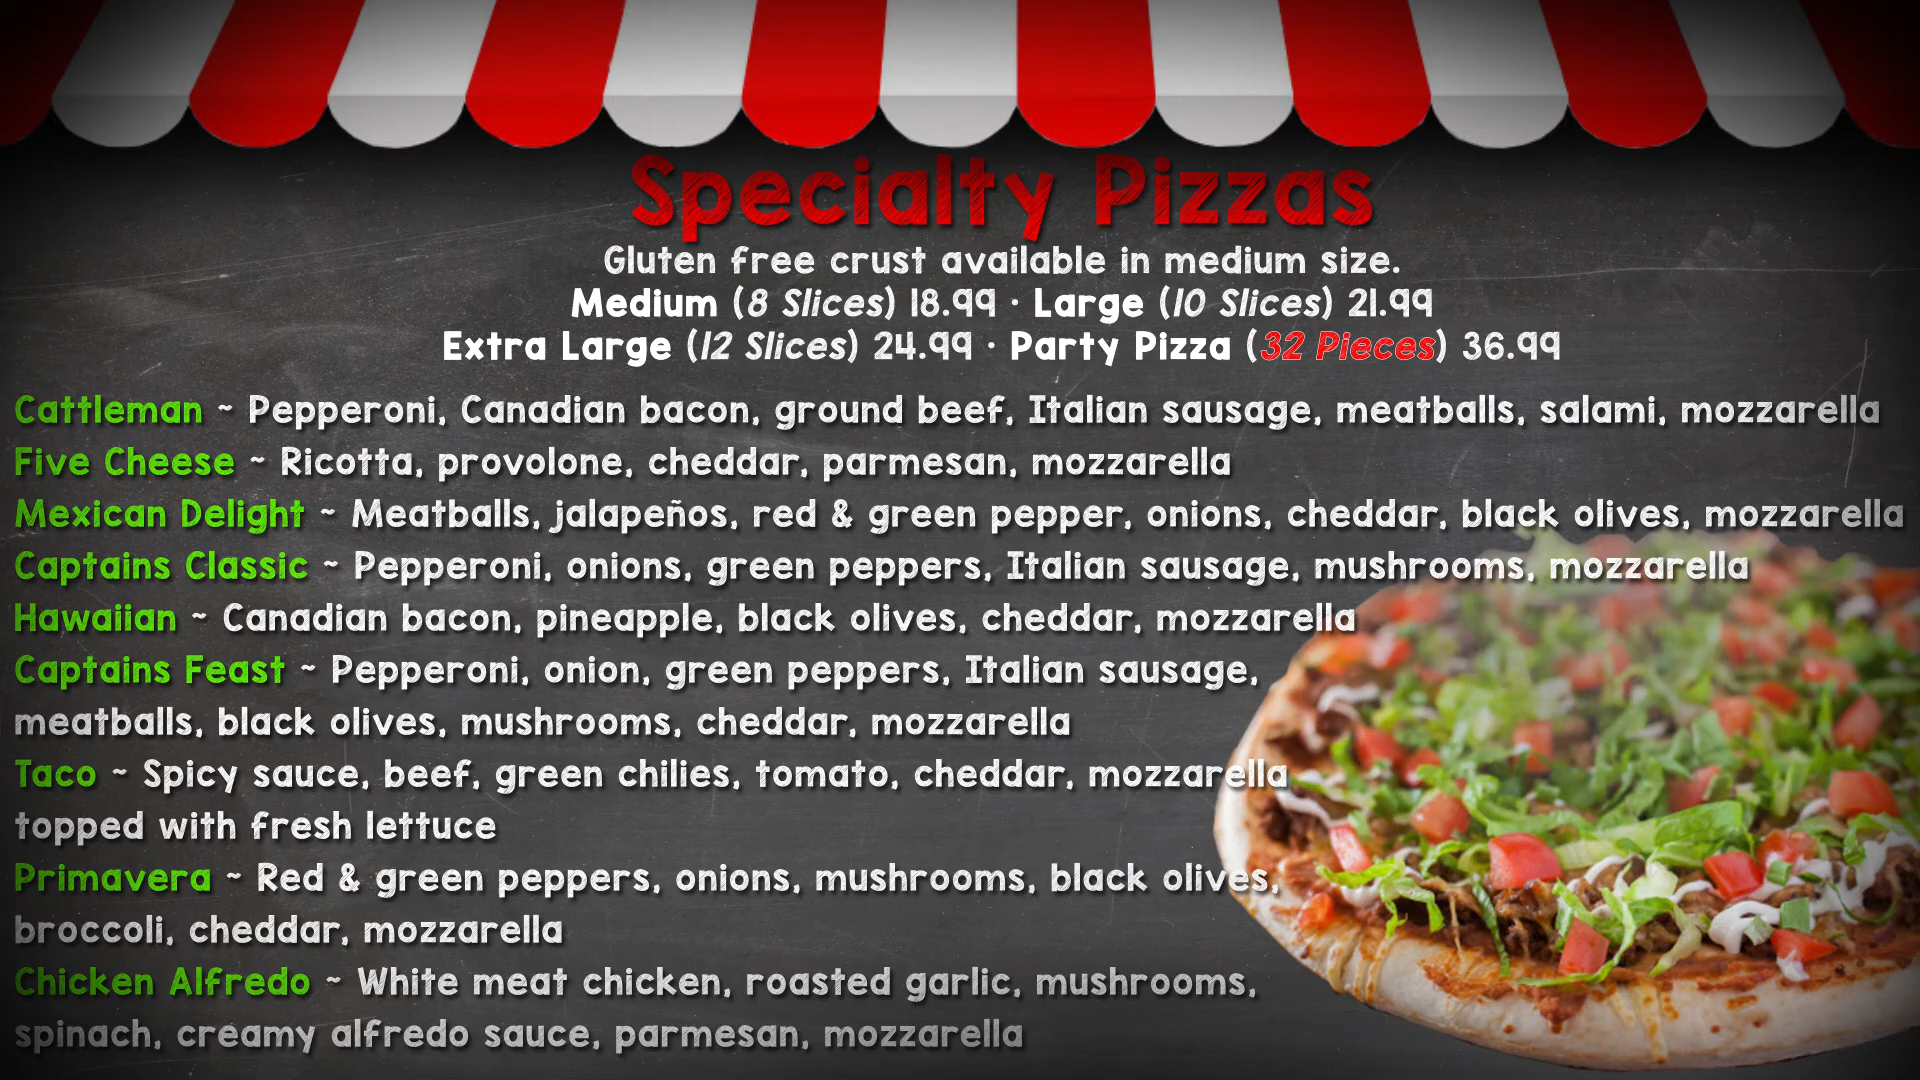 Specialty Pizzas
Gluten free crust available in medium size.
Medium (8 Slices) 18.99 · Large (10 Slices) 21.99
Extra Large (12 Slices) 24.99 · Party Pizza (32 Pieces) 36.99
Cattleman ~ Pepperoni, Canadian bacon, ground beef, Italian sausage, meatballs, salami, mozzarella
Five Cheese ~ Ricotta, provolone, cheddar, parmesan, mozzarella
Mexican Delight ~ Meatballs, jalapeños, red & green pepper, onions, cheddar, black olives, mozzarella
Captains Classic ~ Pepperoni, onions, green peppers, Italian sausage, mushrooms, mozzarella
Hawaiian ~ Canadian bacon, pineapple, black olives, cheddar, mozzarella
Captains Feast ~ Pepperoni, onion, green peppers, Italian sausage,
meatballs, black olives, mushrooms, cheddar, mozzarella
Taco ~ Spicy sauce, beef, green chilies, tomato, cheddar, mozzarella
topped with fresh lettuce
Primavera ~ Red & green peppers, onions, mushrooms, black olives,
broccoli, cheddar, mozzarella
Chicken Alfredo ~ White meat chicken, roasted garlic, mushrooms,
spinach, creamy alfredo sauce, parmesan, mozzarella